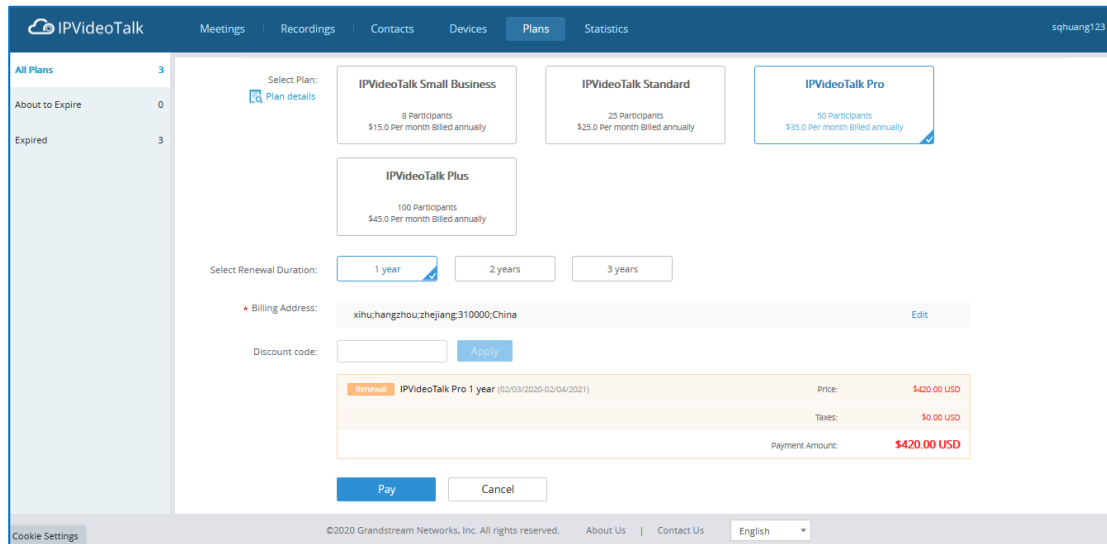 IPVideoTalk Meetings Recordings Contacts Devices Plans Statistics sqhuang123
All Plans 3
About to Expire 0
Expired 3
Select Plan:
Plan details
IPVideoTalk Small Business
8 Participants
$15.0 Per month Billed annually
IPVideoTalk Standard
25 Participants
$25.0 Per month Billed annually
IPVideoTalk Pro
50 Participants
$35.0 Per month Billed annually
IPVideoTalk Plus
100 Participants
$45.0 Per month Billed annually
Select Renewal Duration: 1 year 2 years 3 years
* Billing Address: xihu;hangzhou;zhejiang;310000;China Edit
Discount code: Apply
Renewal IPVideoTalk Pro 1 year (02/03/2020-02/04/2021) Price: $420.00 USD
Taxes: $0.00 USD
Payment Amount: $420.00 USD
Pay Cancel
©2020 Grandstream Networks, Inc. All rights reserved. About Us | Contact Us English
Cookie Settings